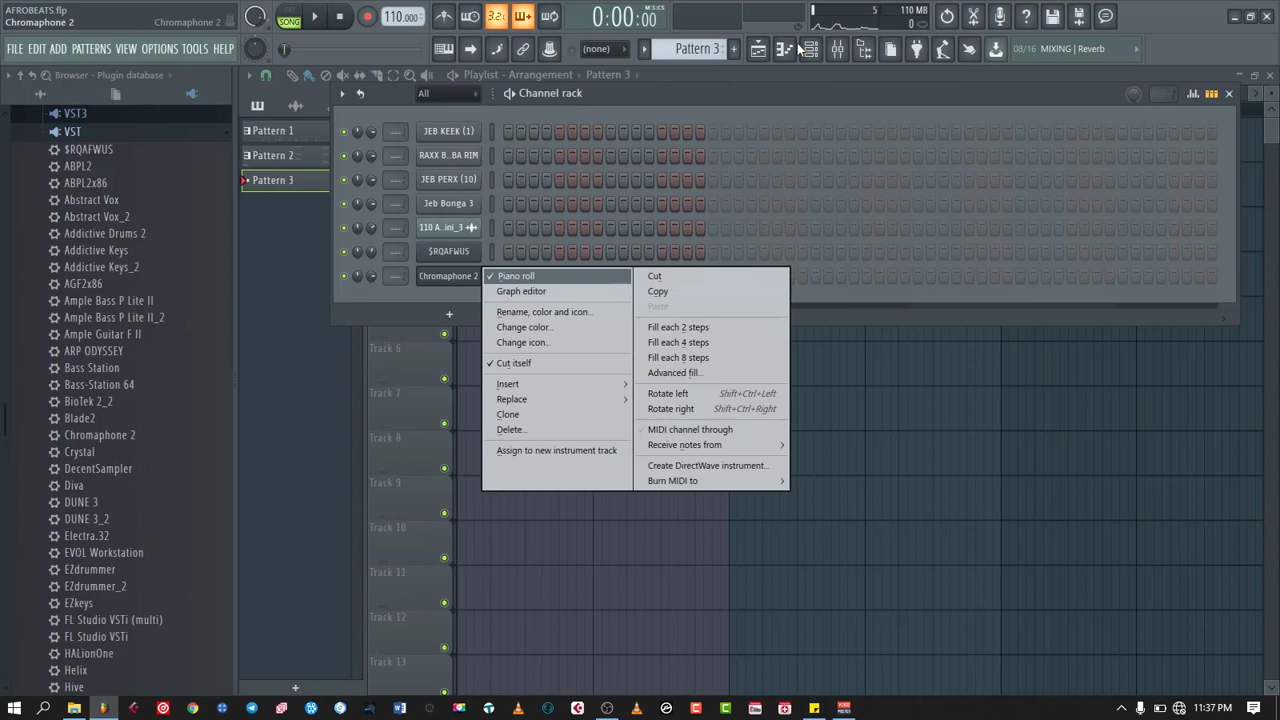 AFROBEATS.flp
Chromaphone 2
SONG
110.000
3.2.
0:00:00
M:S:CS
5
110 MB
FILE EDIT ADD PATTERNS VIEW OPTIONS TOOLS HELP
(none)
Pattern 3
+
08/16 MIXING | Reverb
Browser - Plugin database
Playlist - Arrangement
Pattern 3
All
Channel rack
VST3
VST
$RQAFWUS
ABPL2
ABPL2x86
Abstract Vox
Abstract Vox_2
Addictive Drums 2
Addictive Keys
Addictive Keys_2
AGF2x86
Ample Bass P Lite II
Ample Bass P Lite II_2
Ample Guitar F II
ARP ODYSSEY
Bass Station
Bass-Station 64
BioTek 2_2
Blade2
Chromaphone 2
Crystal
DecentSampler
Diva
DUNE 3
DUNE 3_2
Electra.32
EVOL Workstation
EZdrummer
EZdrummer_2
EZkeys
FL Studio VSTi (multi)
FL Studio VSTi
HALionOne
Helix
Hive
Pattern 1
Pattern 2
Pattern 3
JEB KEEK (1)
RAXX B..BA RIM
JEB PERX (10)
Jeb Bonga 3
110 A..ini_3
$RQAFWUS
Chromaphone 2
+
Piano roll
Graph editor
Rename, color and icon...
Change color...
Change icon...
Cut itself
Insert
Replace
Clone
Delete...
Assign to new instrument track
Cut
Copy
Paste
Fill each 2 steps
Fill each 4 steps
Fill each 8 steps
Advanced fill...
Rotate left Shift+Ctrl+Left
Rotate right Shift+Ctrl+Right
MIDI channel through
Receive notes from
Create DirectWave instrument...
Burn MIDI to
Track 6
Track 7
Track 8
Track 9
Track 10
Track 11
Track 12
Track 13
+
11:37 PM